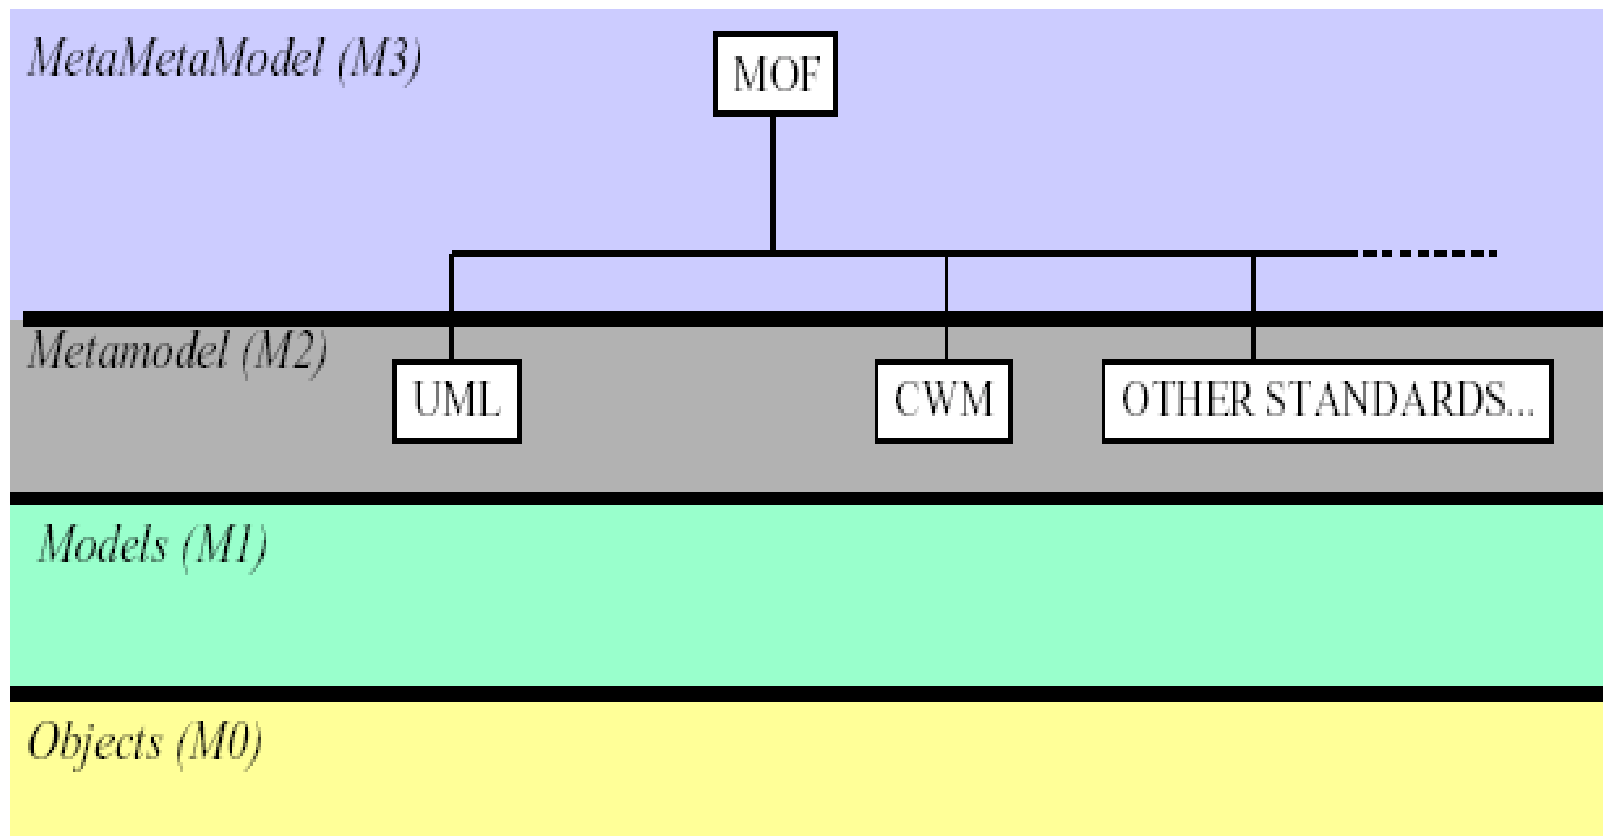 MetaMetaModel (M3)
MOF
Metamodel (M2)
UML
CWM
OTHER STANDARDS...
Models (M1)
Objects (M0)